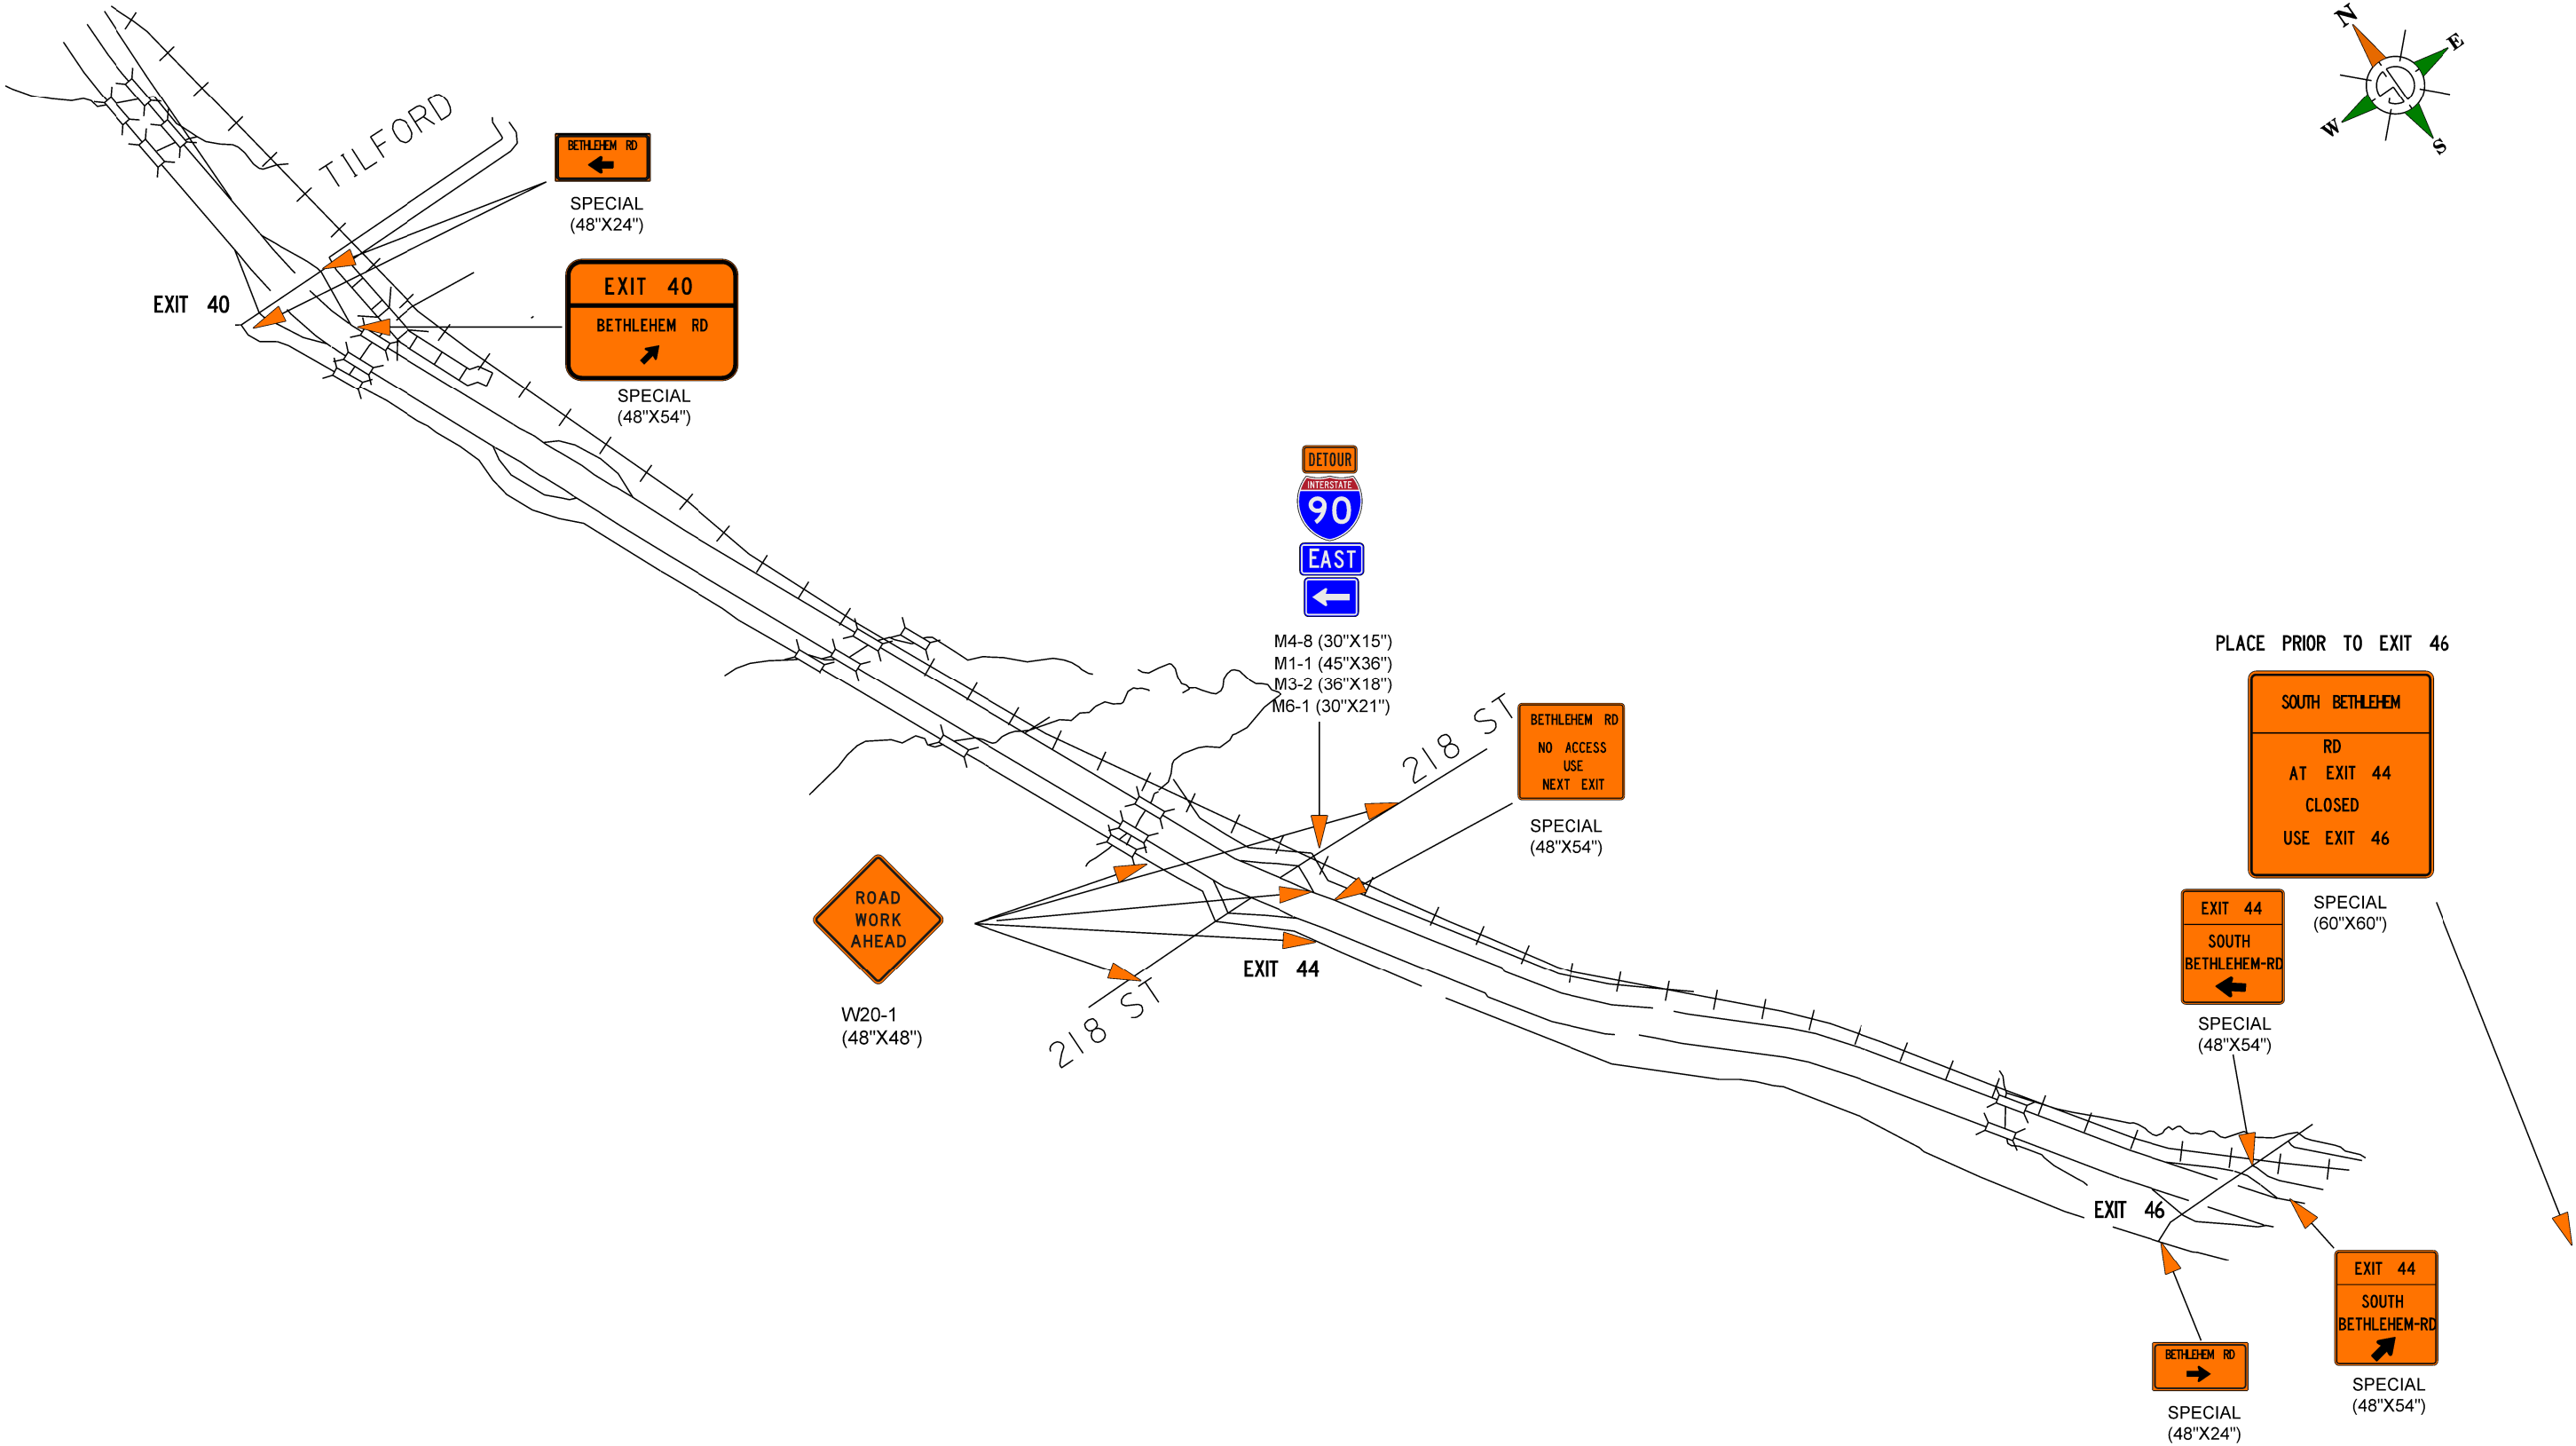 N
E
W
S
TILFORD
BETHLEHEM RD
SPECIAL
(48"X24")
EXIT 40
EXIT 40
BETHLEHEM RD
SPECIAL
(48"X54")
DETOUR
INTERSTATE
90
EAST
M4-8 (30"X15")
M1-1 (45"X36")
M3-2 (36"X18")
M6-1 (30"X21")
218 ST
BETHLEHEM RD
NO ACCESS
USE
NEXT EXIT
SPECIAL
(48"X54")
PLACE PRIOR TO EXIT 46
SOUTH BETHLEHEM
RD
AT EXIT 44
CLOSED
USE EXIT 46
SPECIAL
(60"X60")
ROAD
WORK
AHEAD
W20-1
(48"X48")
EXIT 44
218 ST
EXIT 44
SOUTH
BETHLEHEM-RD
SPECIAL
(48"X54")
EXIT 46
EXIT 44
SOUTH
BETHLEHEM-RD
SPECIAL
(48"X54")
BETHLEHEM RD
SPECIAL
(48"X24")